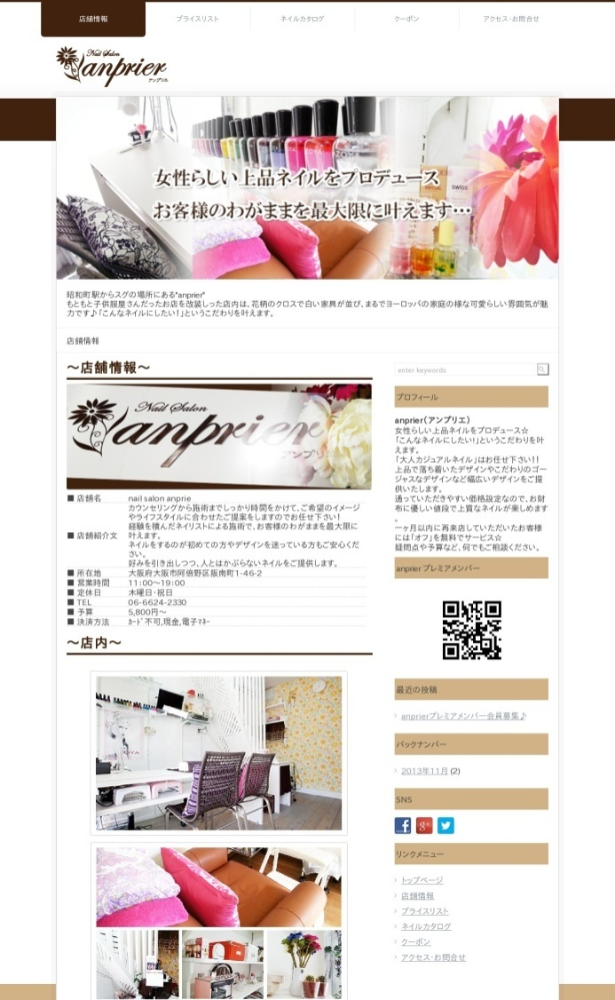 店舗情報
プライスリスト
ネイルカタログ
クーポン
アクセス・お問合せ
Nail Salon
anprier
アンプリエ
ZOYA
SWISS
女性らしい上品ネイルをプロデュース
お客様のわがままを最大限に叶えます…
昭和町駅からスグの場所にある"anprier"
もともと子供服屋さんだったお店を改装しった店内は、花柄のクロスで白い家具が並び、まるでヨーロッパの家庭の様な可愛らしい雰囲気が魅
力です♪「こんなネイルにしたい！」というこだわりを叶えます。
店舗情報
～店舗情報～
Nail Salon
anprier
アンプリエ
■ 店舗名 nail salon anprie
■ 店舗紹介文 カウンセリングから施術までしっかり時間をかけて、ご希望のイメージ
やライフスタイルに合わせたご提案をしますのでお任せ下さい！
経験を積んだネイリストによる施術で、お客様のわがままを最大限に
叶えます。
ネイルをするのが初めての方やデザインを迷っている方もご安心くだ
さい。
好みを引き出しつつ、人とはかぶらないネイルをご提供します。
■ 所在地 大阪府大阪市阿倍野区阪南町1-46-2
■ 営業時間 11：00～19：00
■ 定休日 木曜日・祝日
■ TEL 06-6624-2330
■ 予算 5,800円～
■ 決済方法 ｶｰﾄﾞ不可,現金,電子ﾏﾈｰ
～店内～
enter keywords
プロフィール
anprier（アンプリエ）
女性らしい上品ネイルをプロデュース☆
「こんなネイルにしたい！」というこだわりを叶
えます。
「大人カジュアルネイル」はお任せ下さい！！
上品で落ち着いたデザインやこだわりのゴー
ジャスなデザインなど幅広いデザインをご提
供いたします。
通っていただきやすい価格設定なので、お財
布に優しい値段で上質なネイルが楽しめます
。
一ヶ月以内に再来店していただいたお客様
には「オフ」を無料でサービス☆
疑問点や予算など、何でもご相談ください。
anprier プレミアメンバー
最近の投稿
anprierプレミアメンバー会員募集♪
バックナンバー
2013年11月 (2)
SNS
リンクメニュー
トップページ
店舗情報
プライスリスト
ネイルカタログ
クーポン
アクセス・お問合せ